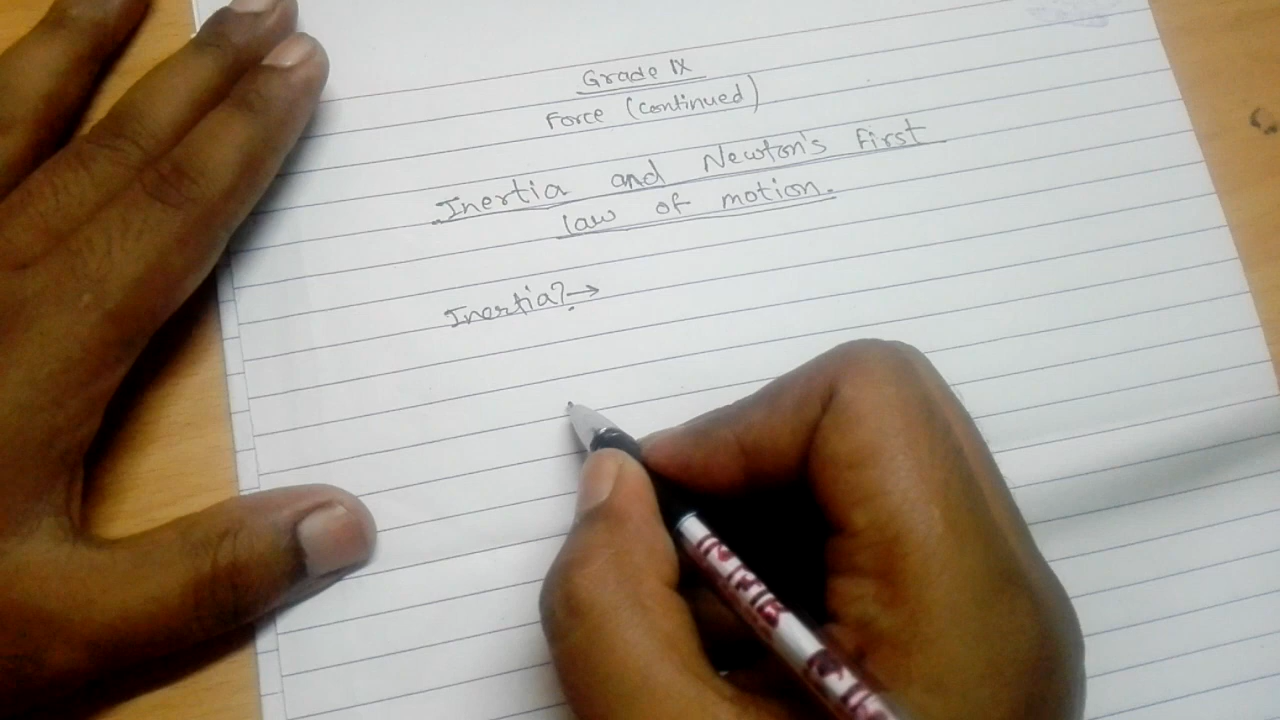 Grade IX
Force (Continued)
Inertia and Newton's first
law of motion.
Inertia? →